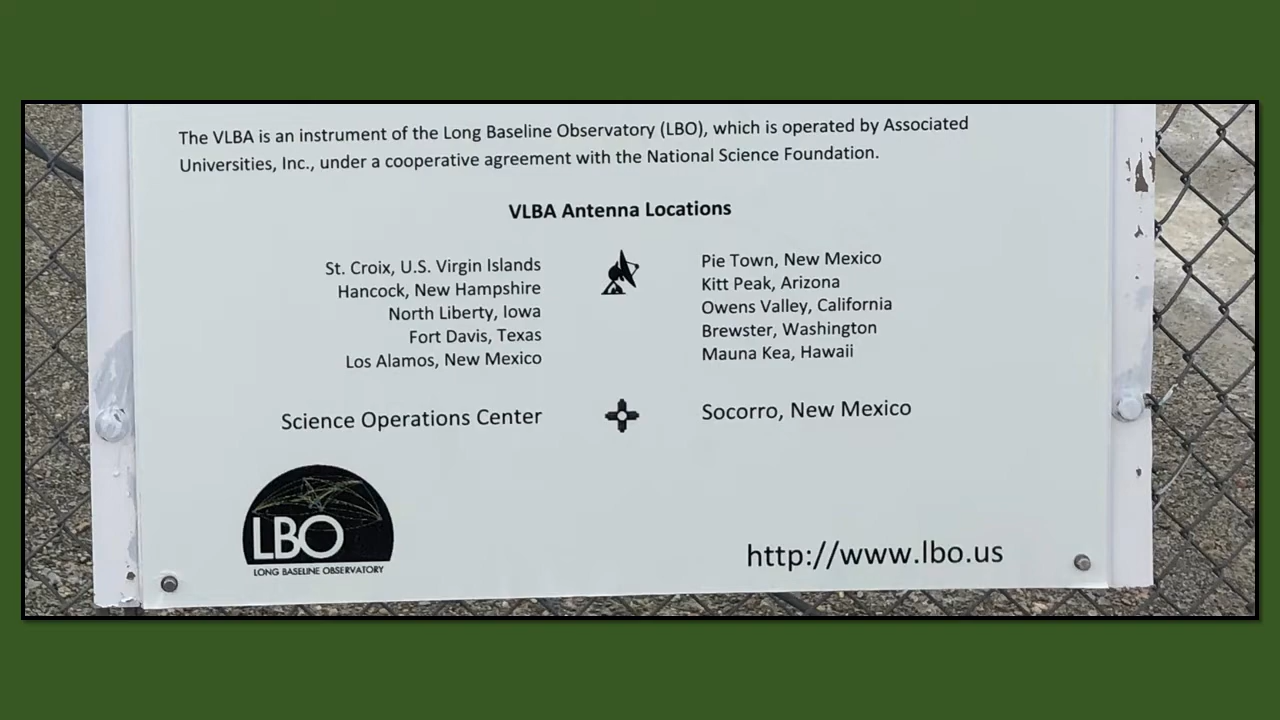 The VLBA is an instrument of the Long Baseline Observatory (LBO), which is operated by Associated
Universities, Inc., under a cooperative agreement with the National Science Foundation.
VLBA Antenna Locations
St. Croix, U.S. Virgin Islands
Hancock, New Hampshire
North Liberty, Iowa
Fort Davis, Texas
Los Alamos, New Mexico
Pie Town, New Mexico
Kitt Peak, Arizona
Owens Valley, California
Brewster, Washington
Mauna Kea, Hawaii
Science Operations Center
Socorro, New Mexico
LBO
LONG BASELINE OBSERVATORY
http://www.lbo.us